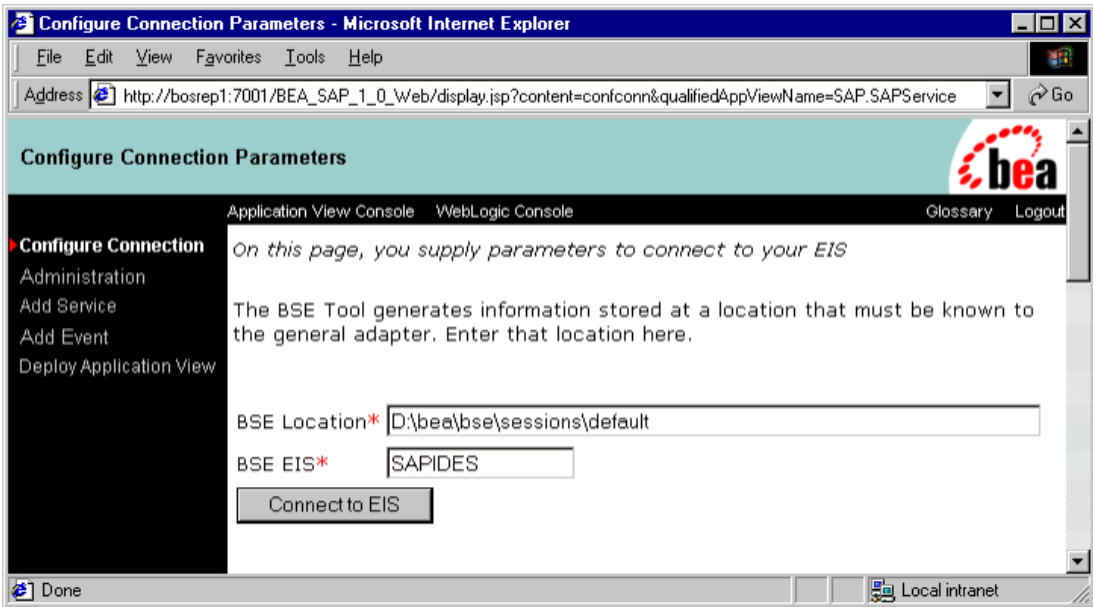 Configure Connection Parameters - Microsoft Internet Explorer
File Edit View Favorites Tools Help
Address http://bosrep1:7001/BEA_SAP_1_0_Web/display.jsp?content=confconn&qualifiedAppViewName=SAP.SAPService Go
Configure Connection Parameters
bea
Application View Console WebLogic Console Glossary Logout
Configure Connection
Administration
Add Service
Add Event
Deploy Application View
On this page, you supply parameters to connect to your EIS
The BSE Tool generates information stored at a location that must be known to
the general adapter. Enter that location here.
BSE Location* D:\bea\bse\sessions\default
BSE EIS* SAPIDES
Connect to EIS
Done Local intranet